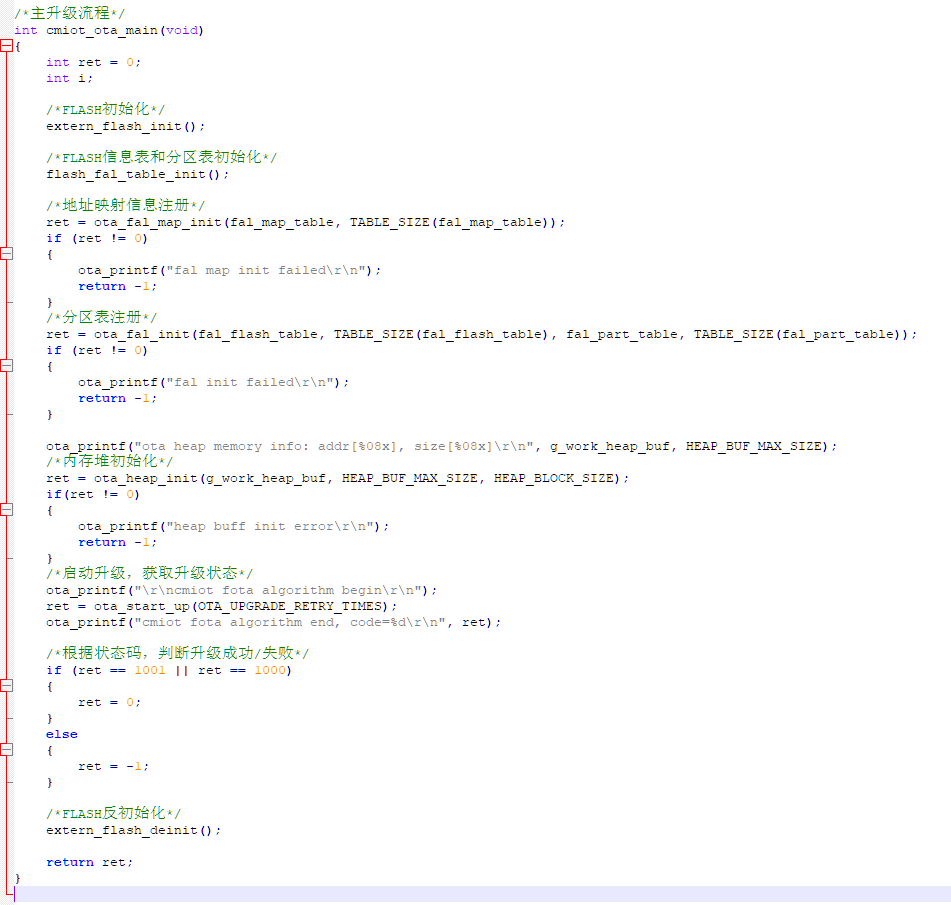 /*主升级流程*/
int cmiot_ota_main(void)
{
    int ret = 0;
    int i;
    /*FLASH初始化*/
    extern_flash_init();
    /*FLASH信息表和分区表初始化*/
    flash_fal_table_init();
    /*地址映射信息注册*/
    ret = ota_fal_map_init(fal_map_table, TABLE_SIZE(fal_map_table));
    if (ret != 0)
    {
        ota_printf("fal map init failed\r\n");
        return -1;
    }
    /*分区表注册*/
    ret = ota_fal_init(fal_flash_table, TABLE_SIZE(fal_flash_table), fal_part_table, TABLE_SIZE(fal_part_table));
    if (ret != 0)
    {
        ota_printf("fal init failed\r\n");
        return -1;
    }
    ota_printf("ota heap memory info: addr[%08x], size[%08x]\r\n", g_work_heap_buf, HEAP_BUF_MAX_SIZE);
    /*内存堆初始化*/
    ret = ota_heap_init(g_work_heap_buf, HEAP_BUF_MAX_SIZE, HEAP_BLOCK_SIZE);
    if(ret != 0)
    {
        ota_printf("heap buff init error\r\n");
        return -1;
    }
    /*启动升级，获取升级状态*/
    ota_printf("\r\ncmiot fota algorithm begin\r\n");
    ret = ota_start_up(OTA_UPGRADE_RETRY_TIMES);
    ota_printf("cmiot fota algorithm end, code=%d\r\n", ret);
    /*根据状态码，判断升级成功/失败*/
    if (ret == 1001 || ret == 1000)
    {
        ret = 0;
    }
    else
    {
        ret = -1;
    }
    /*FLASH反初始化*/
    extern_flash_deinit();
    return ret;
}